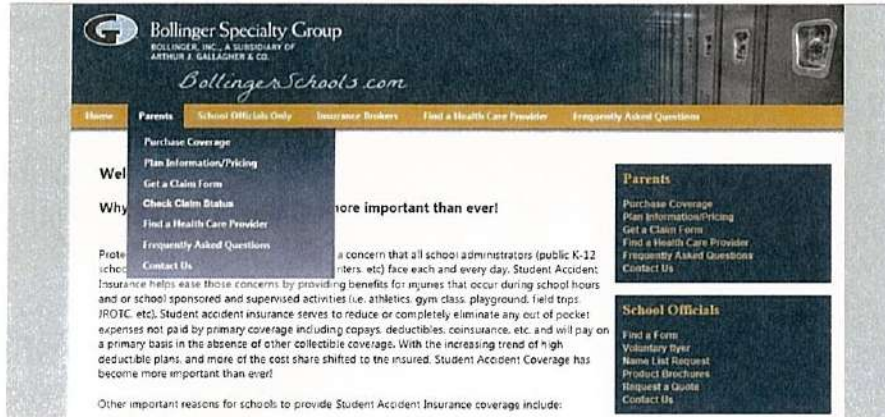 Bollinger Specialty Group
BOLLINGER, INC., A SUBSIDIARY OF
ARTHUR J. GALLAGHER & CO.
BollingerSchools.com
Home Parents School Officials Only Insurance Brokers Find a Health Care Provider Frequently Asked Questions
Purchase Coverage
Plan Information/Pricing
Get a Claim Form
Check Claim Status
Find a Health Care Provider
Frequently Asked Questions
Contact Us
Wel
Why more important than ever!
Prote a concern that all school administrators (public K-12
schoo riters, etc) face each and every day. Student Accident
Insurance helps ease those concerns by providing benefits for injuries that occur during school hours
and or school sponsored and supervised activities (i.e. athletics, gym class, playground, field trips,
JROTC, etc). Student accident insurance serves to reduce or completely eliminate any out of pocket
expenses not paid by primary coverage including copays, deductibles, coinsurance, etc. and will pay on
a primary basis in the absence of other collectible coverage. With the increasing trend of high
deductible plans, and more of the cost share shifted to the insured, Student Accident Coverage has
become more important than ever!
Other important reasons for schools to provide Student Accident Insurance coverage include:
Parents
Purchase Coverage
Plan Information/Pricing
Get a Claim Form
Find a Health Care Provider
Frequently Asked Questions
Contact Us
School Officials
Find a Form
Voluntary flyer
Name List Request
Product Brochures
Request a Quote
Contact Us